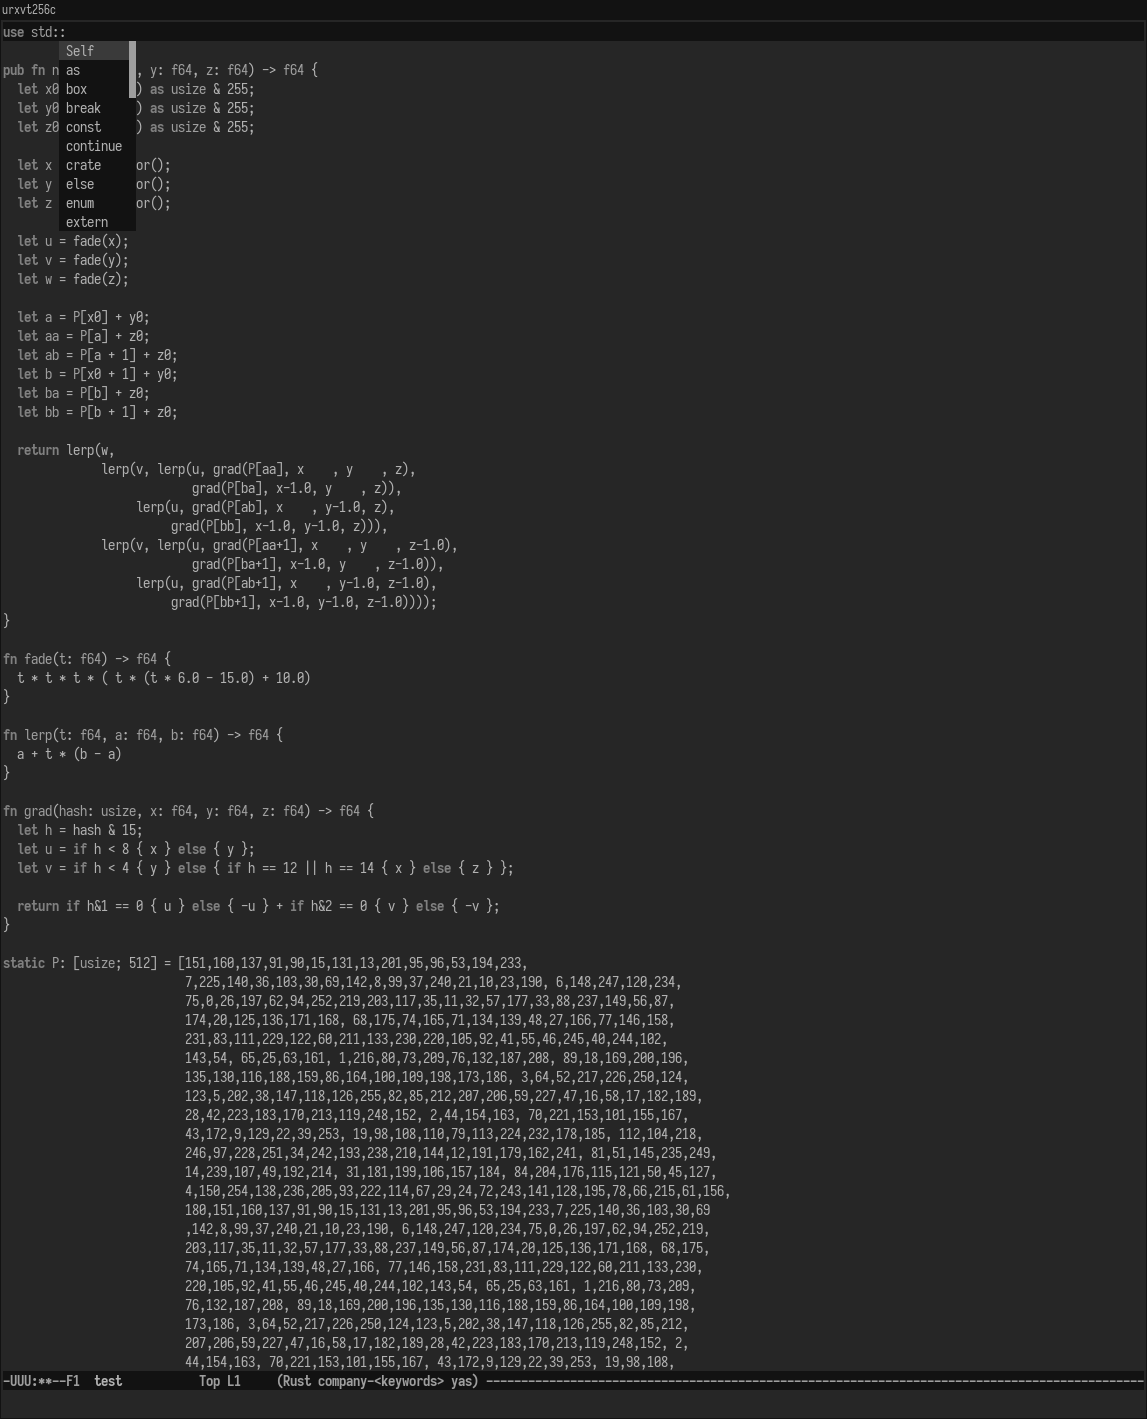 urxvt256c
use std::
Self
pub fn n as , y: f64, z: f64) -> f64 {
let x0 box ) as usize & 255;
let y0 break ) as usize & 255;
let z0 const ) as usize & 255;
continue
let x crate or();
let y else or();
let z enum or();
extern
let u = fade(x);
let v = fade(y);
let w = fade(z);
let a = P[x0] + y0;
let aa = P[a] + z0;
let ab = P[a + 1] + z0;
let b = P[x0 + 1] + y0;
let ba = P[b] + z0;
let bb = P[b + 1] + z0;
return lerp(w,
lerp(v, lerp(u, grad(P[aa], x    , y    , z),
grad(P[ba], x-1.0, y    , z)),
lerp(u, grad(P[ab], x    , y-1.0, z),
grad(P[bb], x-1.0, y-1.0, z))),
lerp(v, lerp(u, grad(P[aa+1], x    , y    , z-1.0),
grad(P[ba+1], x-1.0, y    , z-1.0)),
lerp(u, grad(P[ab+1], x    , y-1.0, z-1.0),
grad(P[bb+1], x-1.0, y-1.0, z-1.0))));
}
fn fade(t: f64) -> f64 {
t * t * t * ( t * (t * 6.0 - 15.0) + 10.0)
}
fn lerp(t: f64, a: f64, b: f64) -> f64 {
a + t * (b - a)
}
fn grad(hash: usize, x: f64, y: f64, z: f64) -> f64 {
let h = hash & 15;
let u = if h < 8 { x } else { y };
let v = if h < 4 { y } else { if h == 12 || h == 14 { x } else { z } };
return if h&1 == 0 { u } else { -u } + if h&2 == 0 { v } else { -v };
}
static P: [usize; 512] = [151,160,137,91,90,15,131,13,201,95,96,53,194,233,
7,225,140,36,103,30,69,142,8,99,37,240,21,10,23,190, 6,148,247,120,234,
75,0,26,197,62,94,252,219,203,117,35,11,32,57,177,33,88,237,149,56,87,
174,20,125,136,171,168, 68,175,74,165,71,134,139,48,27,166,77,146,158,
231,83,111,229,122,60,211,133,230,220,105,92,41,55,46,245,40,244,102,
143,54, 65,25,63,161, 1,216,80,73,209,76,132,187,208, 89,18,169,200,196,
135,130,116,188,159,86,164,100,109,198,173,186, 3,64,52,217,226,250,124,
123,5,202,38,147,118,126,255,82,85,212,207,206,59,227,47,16,58,17,182,189,
28,42,223,183,170,213,119,248,152, 2,44,154,163, 70,221,153,101,155,167,
43,172,9,129,22,39,253, 19,98,108,110,79,113,224,232,178,185, 112,104,218,
246,97,228,251,34,242,193,238,210,144,12,191,179,162,241, 81,51,145,235,249,
14,239,107,49,192,214, 31,181,199,106,157,184, 84,204,176,115,121,50,45,127,
4,150,254,138,236,205,93,222,114,67,29,24,72,243,141,128,195,78,66,215,61,156,
180,151,160,137,91,90,15,131,13,201,95,96,53,194,233,7,225,140,36,103,30,69
,142,8,99,37,240,21,10,23,190, 6,148,247,120,234,75,0,26,197,62,94,252,219,
203,117,35,11,32,57,177,33,88,237,149,56,87,174,20,125,136,171,168, 68,175,
74,165,71,134,139,48,27,166, 77,146,158,231,83,111,229,122,60,211,133,230,
220,105,92,41,55,46,245,40,244,102,143,54, 65,25,63,161, 1,216,80,73,209,
76,132,187,208, 89,18,169,200,196,135,130,116,188,159,86,164,100,109,198,
173,186, 3,64,52,217,226,250,124,123,5,202,38,147,118,126,255,82,85,212,
207,206,59,227,47,16,58,17,182,189,28,42,223,183,170,213,119,248,152, 2,
44,154,163, 70,221,153,101,155,167, 43,172,9,129,22,39,253, 19,98,108,
-UUU:**--F1  test           Top L1     (Rust company-<keywords> yas) ----------------------------------------------------------------------------------------------